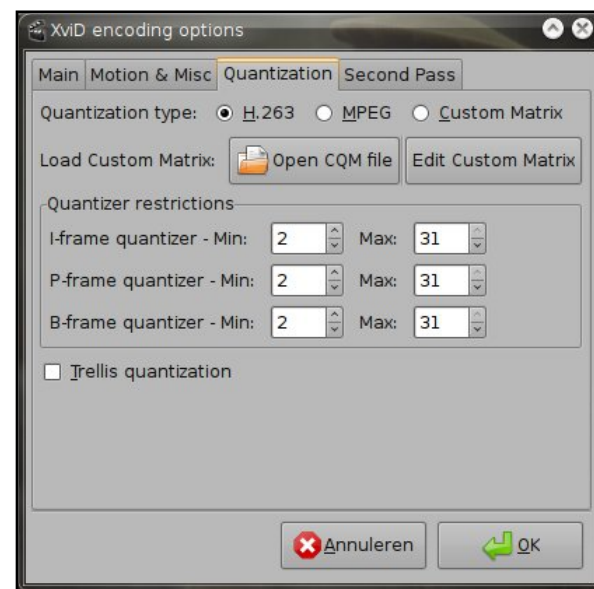 XviD encoding options
Main Motion & Misc Quantization Second Pass
Quantization type: H.263 MPEG Custom Matrix
Load Custom Matrix: Open CQM file Edit Custom Matrix
Quantizer restrictions
I-frame quantizer - Min: 2 Max: 31
P-frame quantizer - Min: 2 Max: 31
B-frame quantizer - Min: 2 Max: 31
Trellis quantization
Annuleren OK